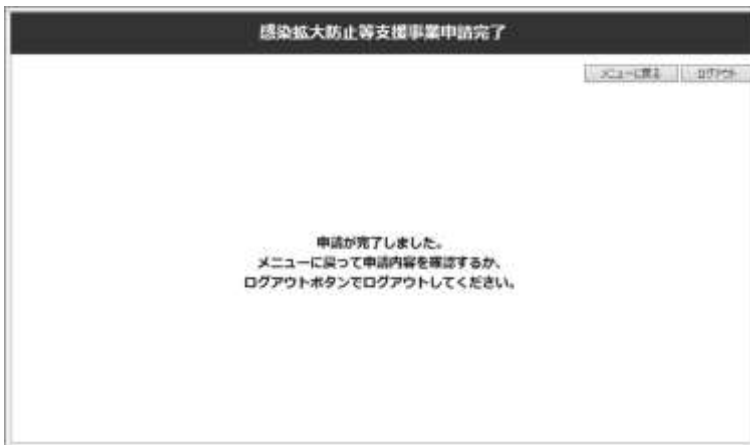 感染拡大防止等支援事業申請完了
メニューに戻る ログアウト
申請が完了しました。
メニューに戻って申請内容を確認するか、
ログアウトボタンでログアウトしてください。